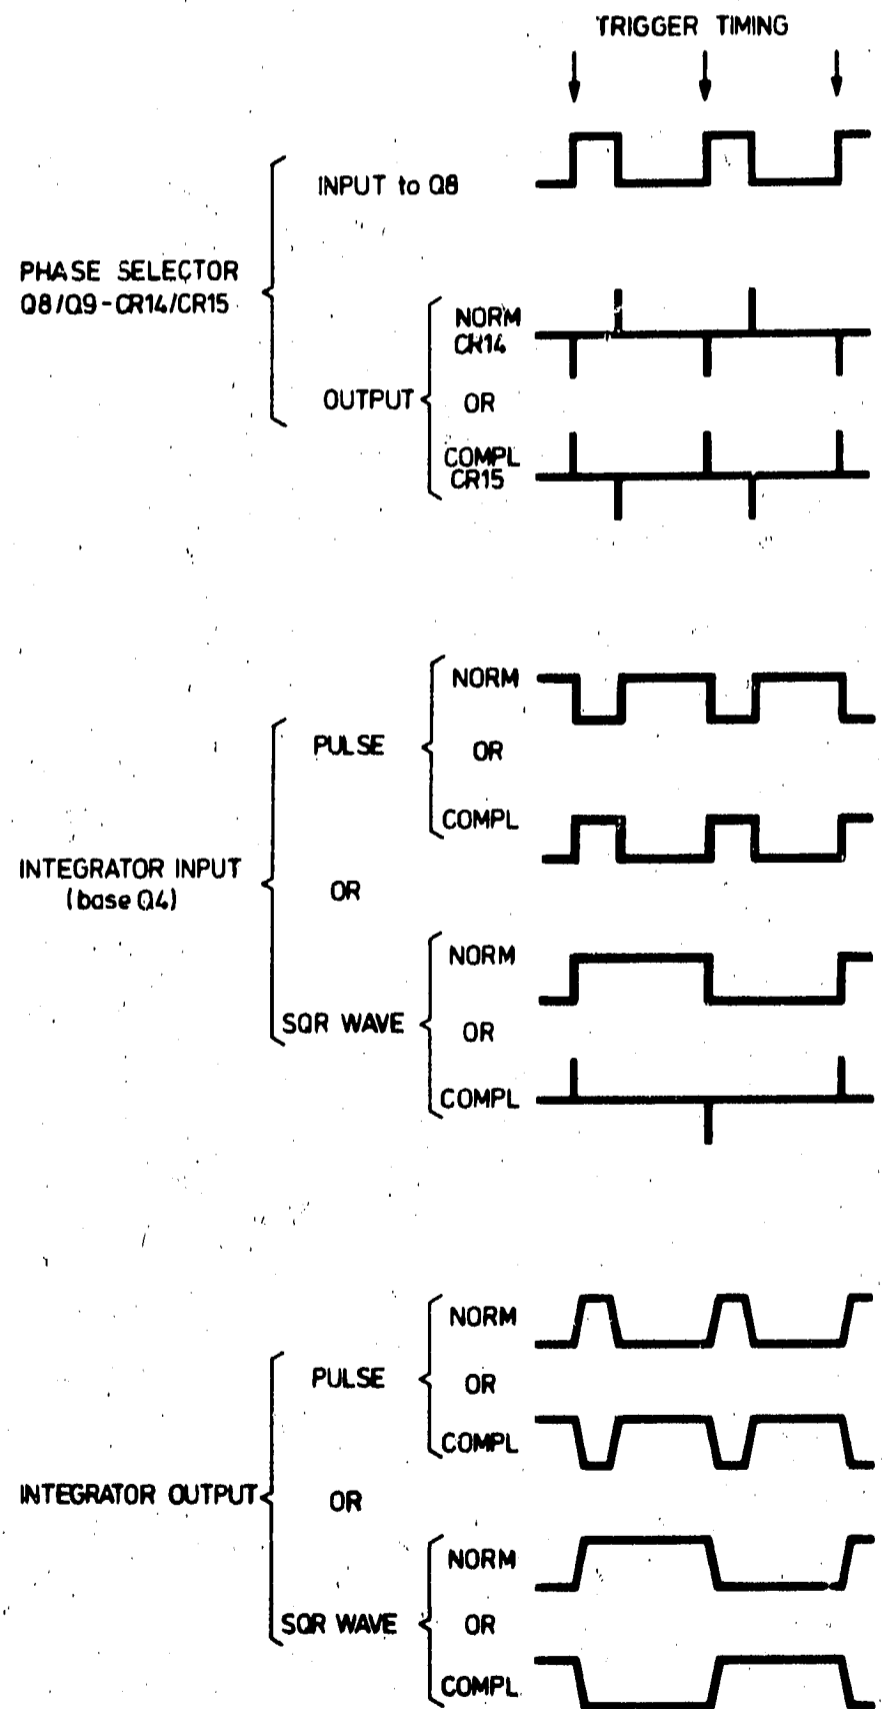 TRIGGER TIMING
INPUT to Q8
PHASE SELECTOR
Q8/Q9-CR14/CR15
NORM
CR14
OUTPUT
OR
COMPL
CR15
NORM
PULSE
OR
COMPL
INTEGRATOR INPUT
(base Q4)
OR
NORM
SQR WAVE
OR
COMPL
NORM
PULSE
OR
COMPL
INTEGRATOR OUTPUT
OR
NORM
SQR WAVE
OR
COMPL